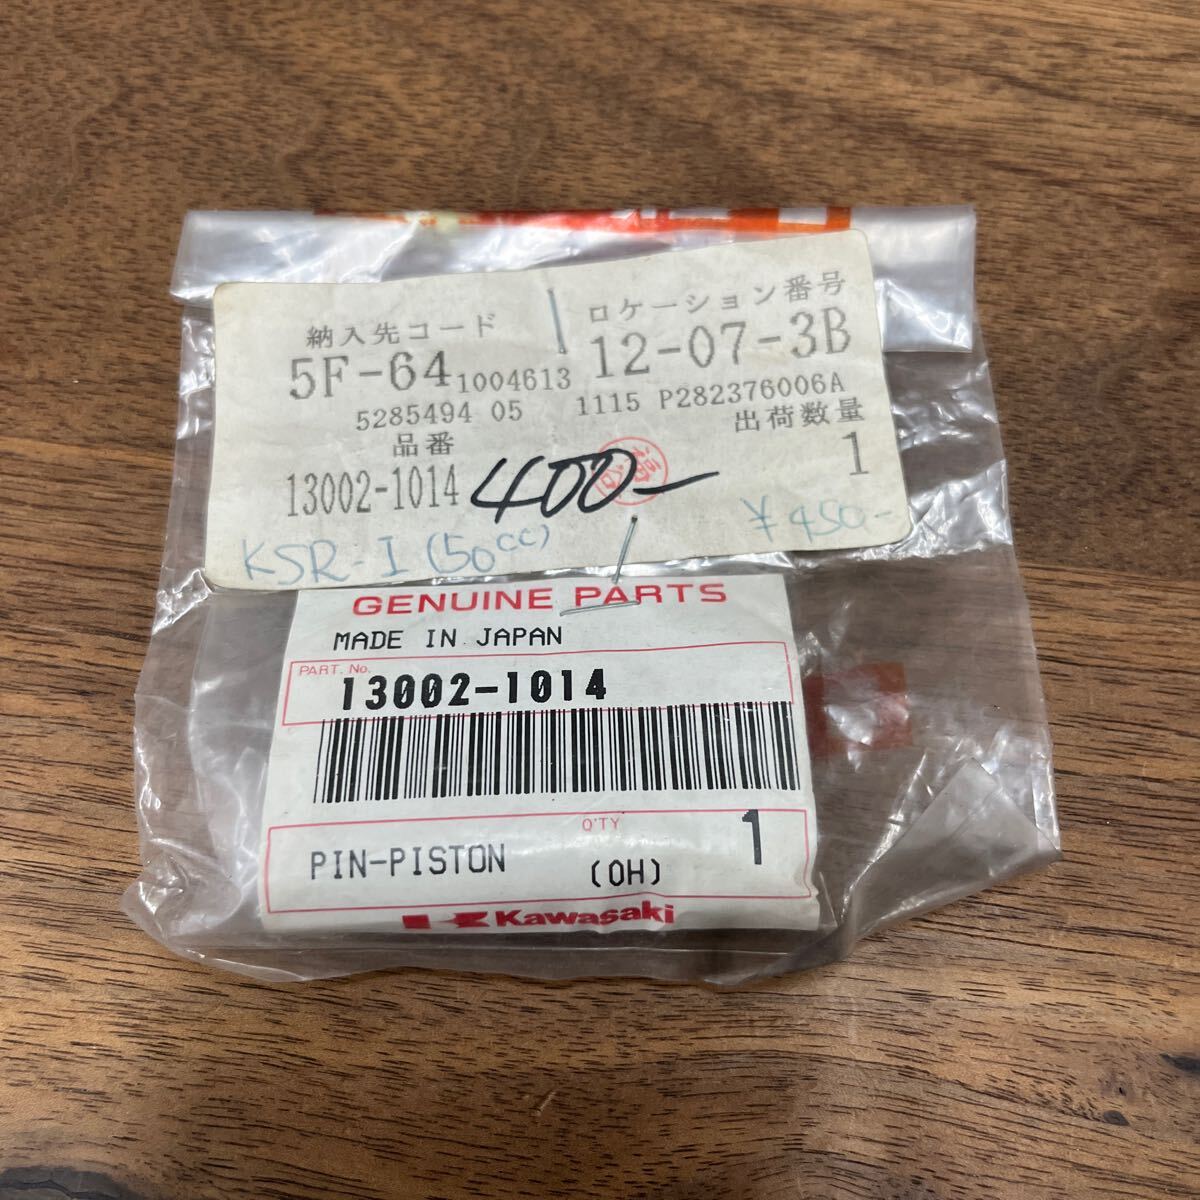 納入先コード ロケーション番号
5F-64 1004613 12-07-3B
5285494 05 1115 P282376006A
品番 出荷数量
13002-1014 400- 1
KSR-I (50cc) ¥450-
GENUINE PARTS
MADE IN JAPAN
PART. No.
13002-1014
Q'TY
PIN-PISTON (OH) 1
Kawasaki